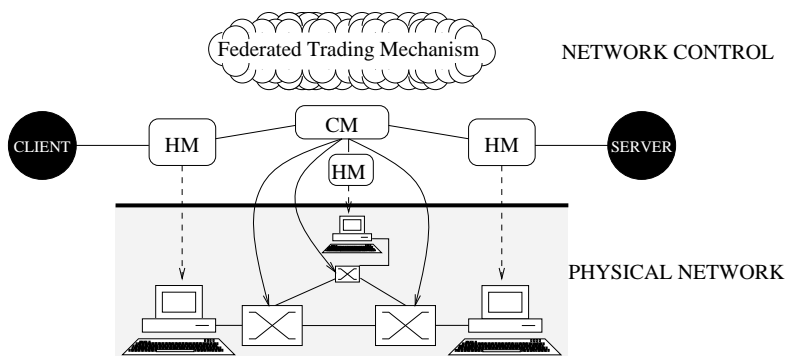 Federated Trading Mechanism
NETWORK CONTROL
CLIENT
HM
CM
HM
SERVER
HM
PHYSICAL NETWORK